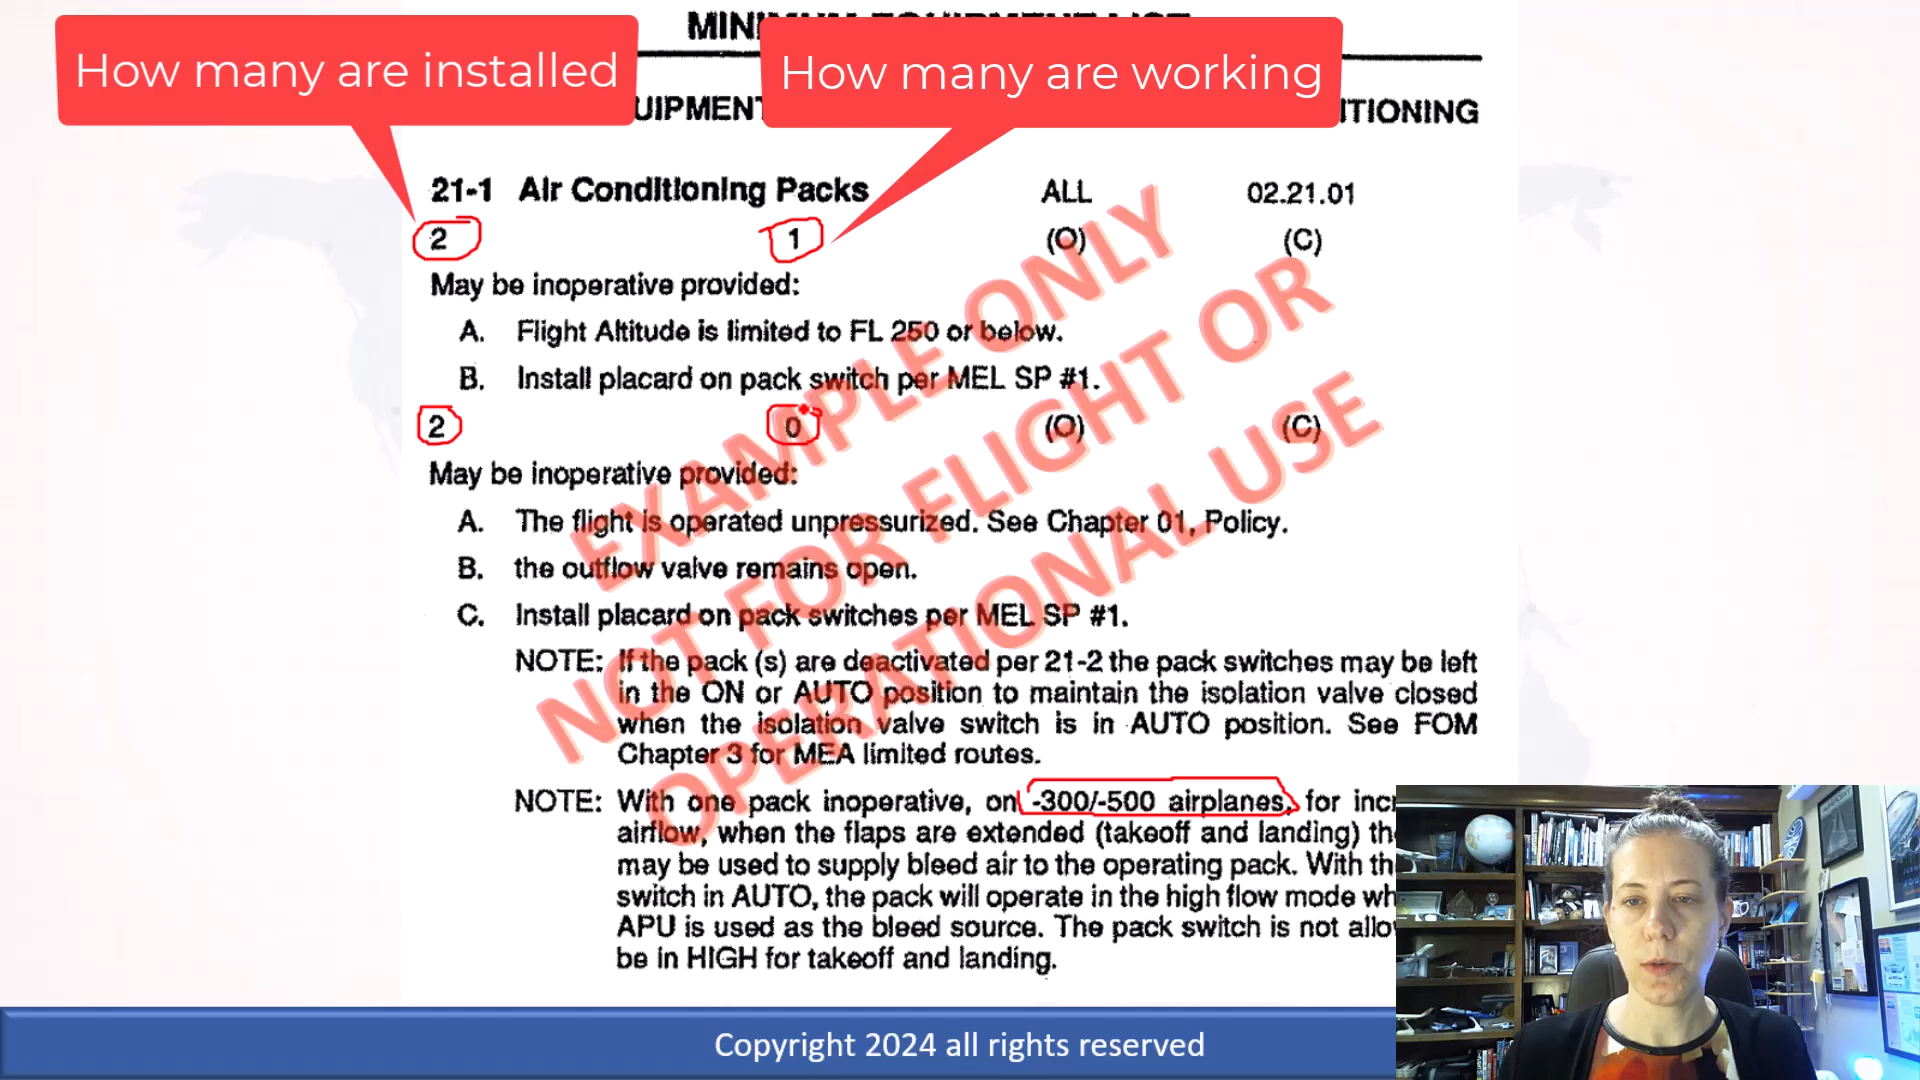 How many are installed
How many are working
21-1 Air Conditioning Packs ALL 02.21.01
2 1 (O) (C)
May be inoperative provided:
A. Flight Altitude is limited to FL 250 or below.
B. Install placard on pack switch per MEL SP #1.
2 0 (O) (C)
May be inoperative provided:
A. The flight is operated unpressurized. See Chapter 01, Policy.
B. the outflow valve remains open.
C. Install placard on pack switches per MEL SP #1.
NOTE: If the pack (s) are deactivated per 21-2 the pack switches may be left
in the ON or AUTO position to maintain the isolation valve closed
when the isolation valve switch is in AUTO position. See FOM
Chapter 3 for MEA limited routes.
NOTE: With one pack inoperative, on -300/-500 airplanes, for incr
airflow, when the flaps are extended (takeoff and landing) th
may be used to supply bleed air to the operating pack. With th
switch in AUTO, the pack will operate in the high flow mode wh
APU is used as the bleed source. The pack switch is not allo
be in HIGH for takeoff and landing.
EXAMPLE ONLY
NOT FOR FLIGHT OR
OPERATIONAL USE
Copyright 2024 all rights reserved